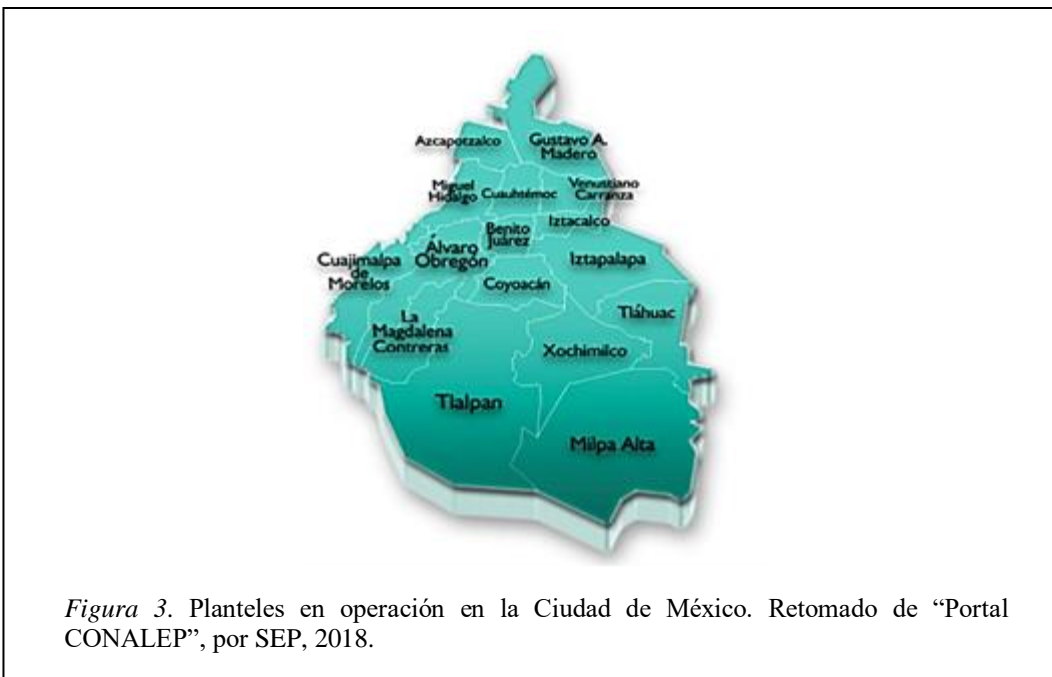 Azcapotzalco
Gustavo A.
Madero
Miguel
Hidalgo
Cuauhtémoc
Venustiano
Carranza
Iztacalco
Benito
Juárez
Álvaro
Obregón
Iztapalapa
Cuajimalpa
de
Morelos
Coyoacán
Tláhuac
La
Magdalena
Contreras
Xochimilco
Tlalpan
Milpa Alta
Figura 3. Planteles en operación en la Ciudad de México. Retomado de “Portal
CONALEP”, por SEP, 2018.